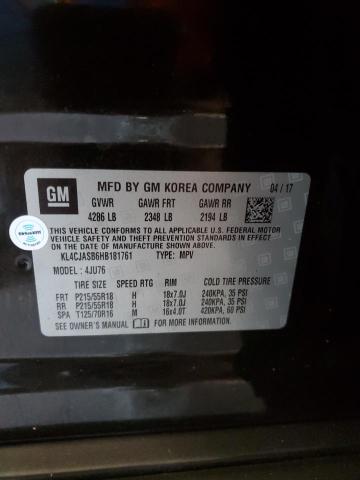 GM
MFD BY GM KOREA COMPANY 04/17
GVWR GAWR FRT GAWR RR
4286 LB 2348 LB 2194 LB
THIS VEHICLE CONFORMS TO ALL APPLICABLE U.S. FEDERAL MOTOR
VEHICLE SAFETY, BUMPER, AND THEFT PREVENTION STANDARDS IN
EFFECT ON THE DATE OF MANUFACTURE SHOWN ABOVE.
KL4CJASB6HB181761 TYPE: MPV
MODEL: 4JU76
TIRE SIZE SPEED RTG RIM COLD TIRE PRESSURE
FRT P215/55R18 H 18x7.0J 240KPA, 35 PSI
RR P215/55R18 H 18x7.0J 240KPA, 35 PSI
SPA T125/70R16 M 16x4.0T 420KPA, 60 PSI
SEE OWNER'S MANUAL FOR MORE INFORMATION.